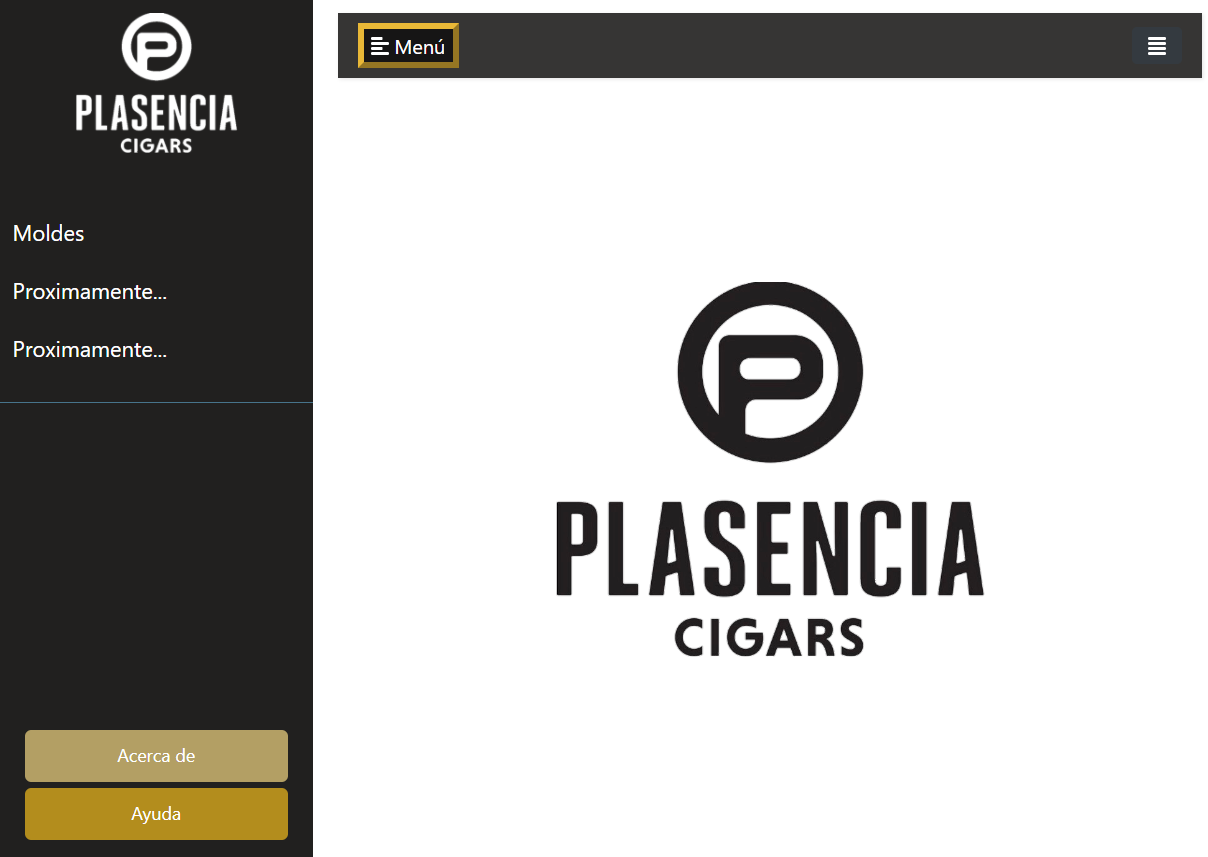 PLASENCIA
CIGARS
Moldes
Proximamente...
Proximamente...
Acerca de
Ayuda
Menú
P
PLASENCIA
CIGARS